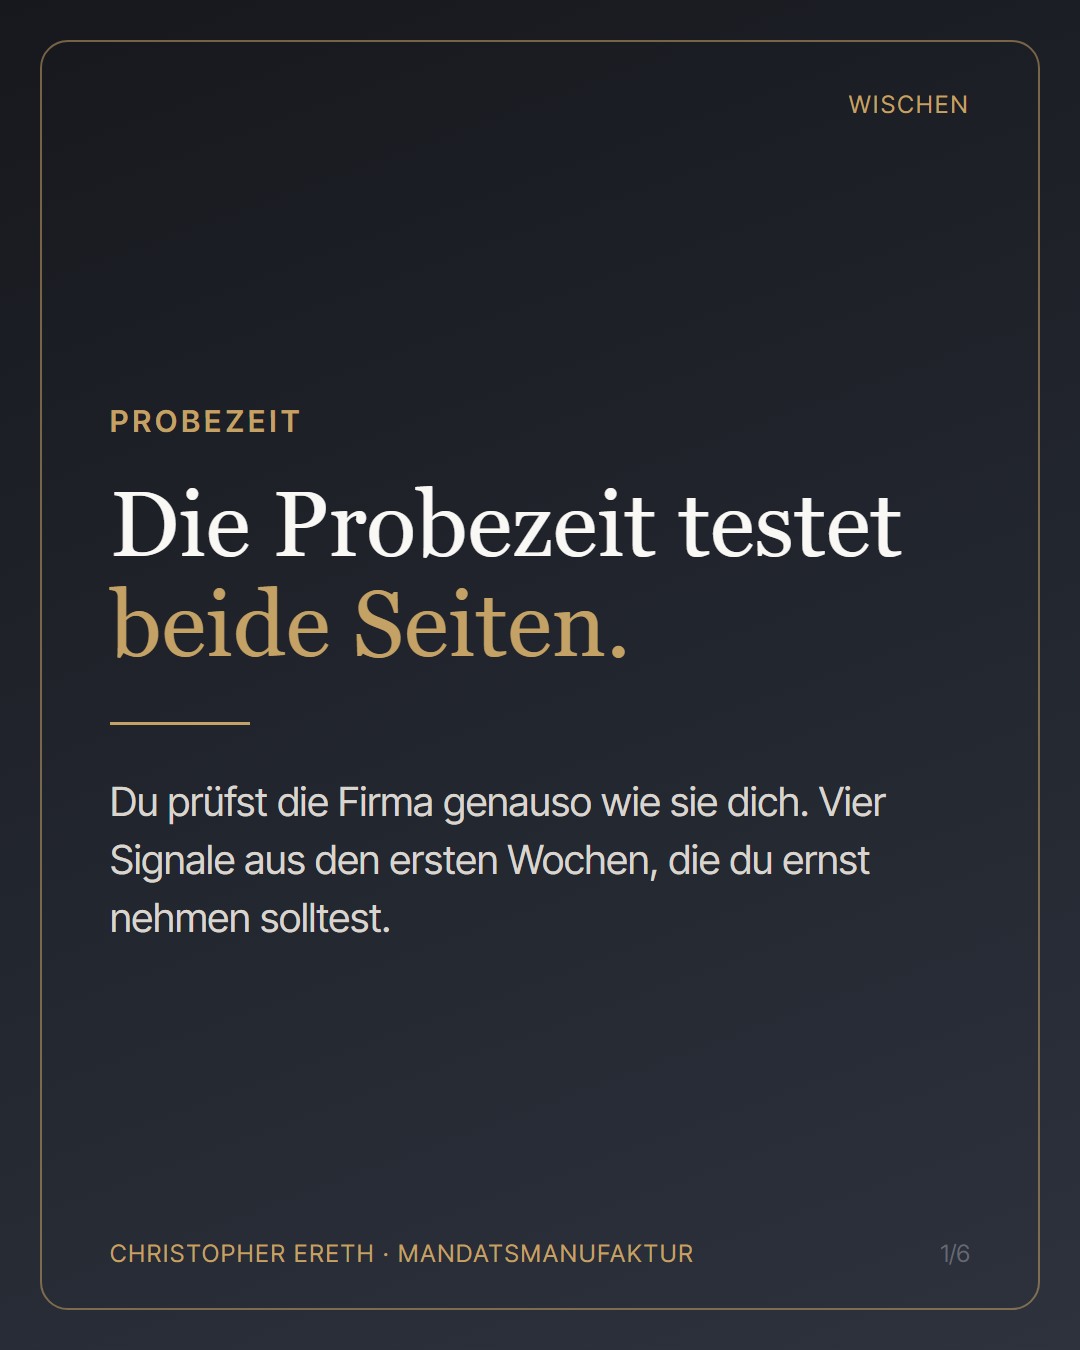 WISCHEN
PROBEZEIT
Die Probezeit testet
beide Seiten.
Du prüfst die Firma genauso wie sie dich. Vier
Signale aus den ersten Wochen, die du ernst
nehmen solltest.
CHRISTOPHER ERETH · MANDATSMANUFAKTUR
1/6